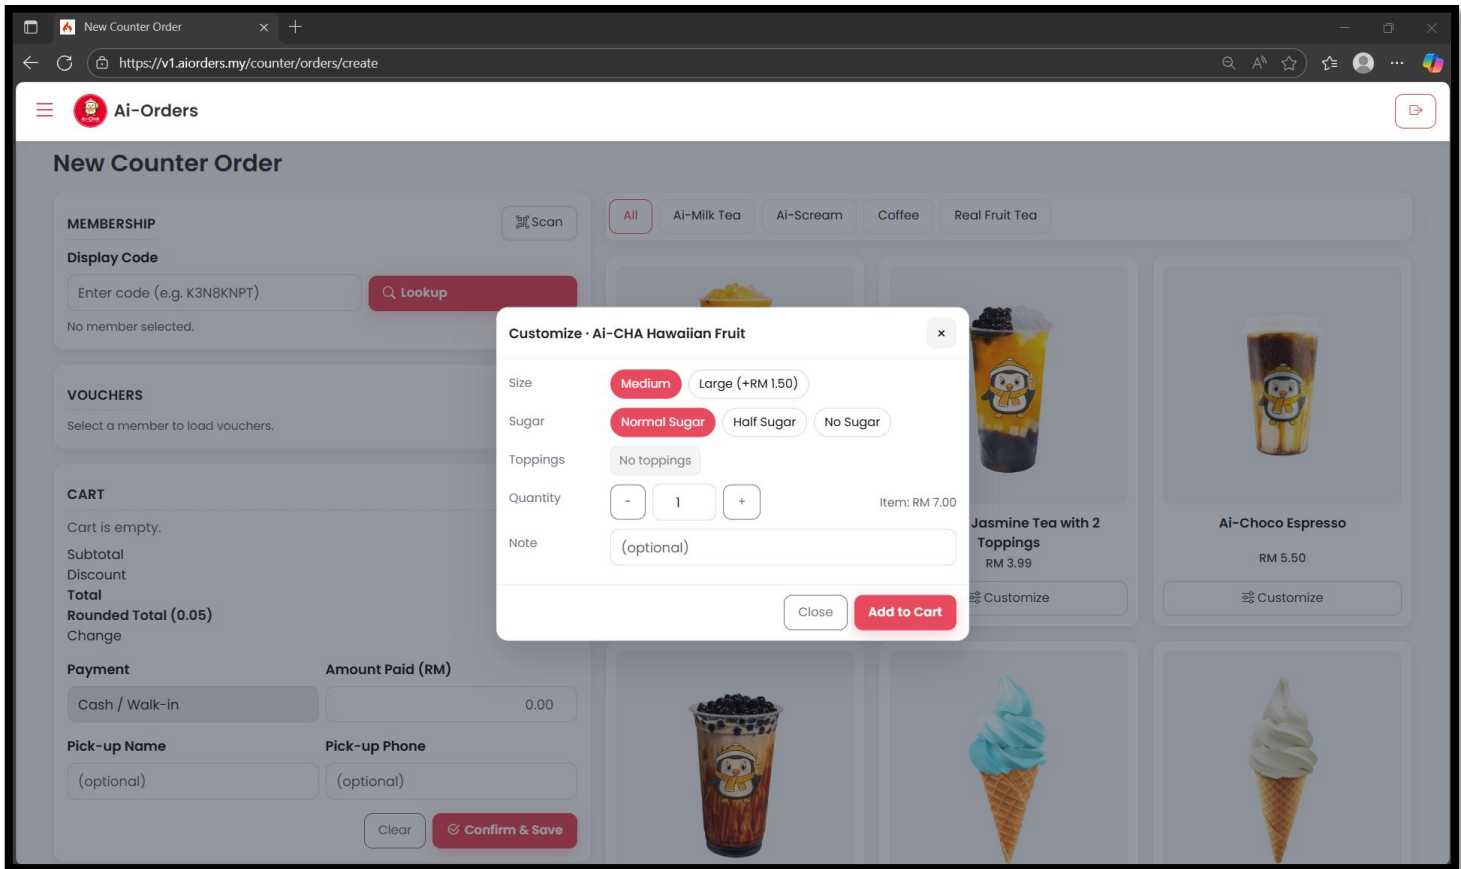 New Counter Order
https://v1.aiorders.my/counter/orders/create
Ai-CHA
Ai-Orders
New Counter Order
MEMBERSHIP
Scan
Display Code
Enter code (e.g. K3N8KNPT)
Lookup
No member selected.
VOUCHERS
Select a member to load vouchers.
CART
Cart is empty.
Subtotal
Discount
Total
Rounded Total (0.05)
Change
Payment
Amount Paid (RM)
Cash / Walk-in
0.00
Pick-up Name
Pick-up Phone
(optional)
(optional)
Clear
Confirm & Save
All
Ai-Milk Tea
Ai-Scream
Coffee
Real Fruit Tea
Customize · Ai-CHA Hawaiian Fruit
×
Size
Medium
Large (+RM 1.50)
Sugar
Normal Sugar
Half Sugar
No Sugar
Toppings
No toppings
Quantity
-
1
+
Item: RM 7.00
Note
(optional)
Close
Add to Cart
Jasmine Tea with 2
Toppings
RM 3.99
Customize
Ai-Choco Espresso
RM 5.50
Customize